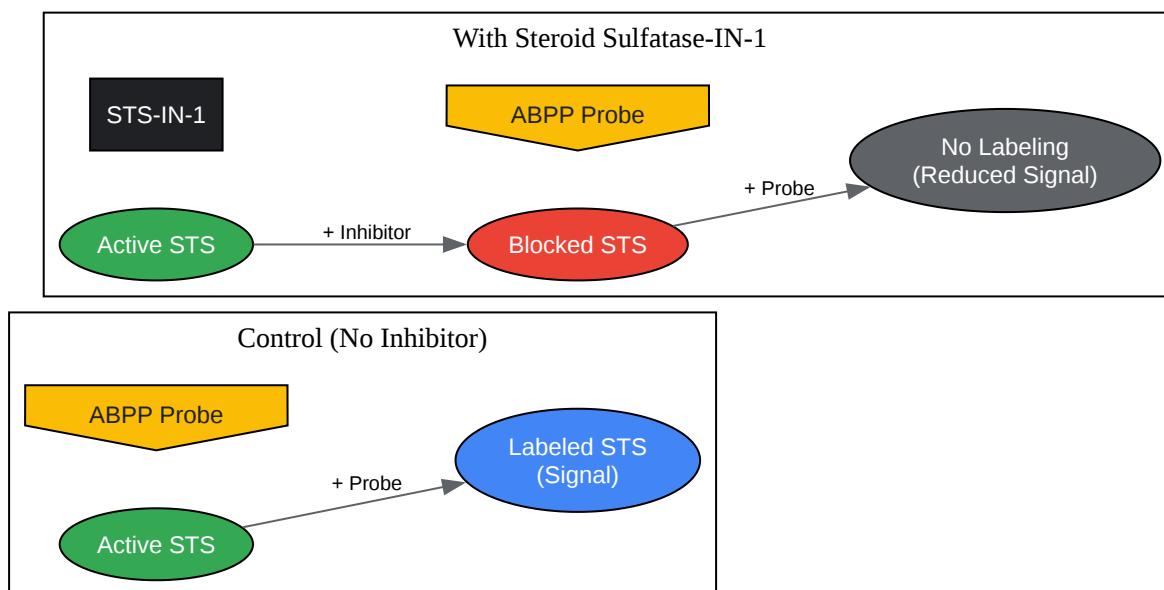 With Steroid Sulfatase-IN-1
STS-IN-1
ABPP Probe
No Labeling
(Reduced Signal)
+ Probe
Active STS
+ Inhibitor
Blocked STS
Control (No Inhibitor)
ABPP Probe
Labeled STS
(Signal)
+ Probe
Active STS